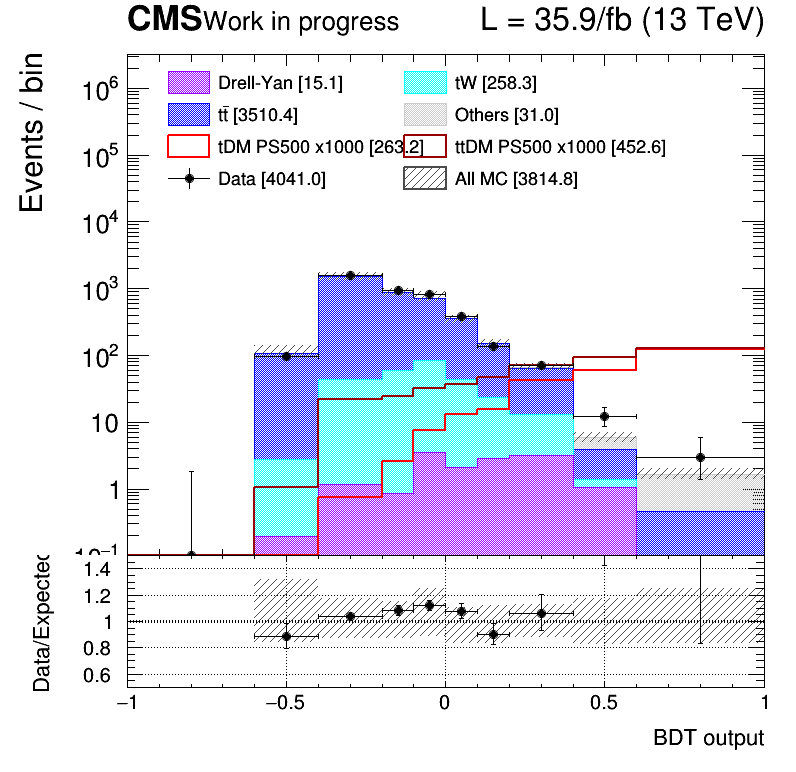 CMS Work in progress L = 35.9/fb (13 TeV)
Events / bin
Drell-Yan [15.1] tW [258.3]
tt̄ [3510.4] Others [31.0]
tDM PS500 x1000 [263.2] ttDM PS500 x1000 [452.6]
Data [4041.0] All MC [3814.8]
10⁶
10⁵
10⁴
10³
10²
10
1
10⁻¹
Data/Expected
1.4
1.2
1
0.8
0.6
−1 −0.5 0 0.5 1
BDT output